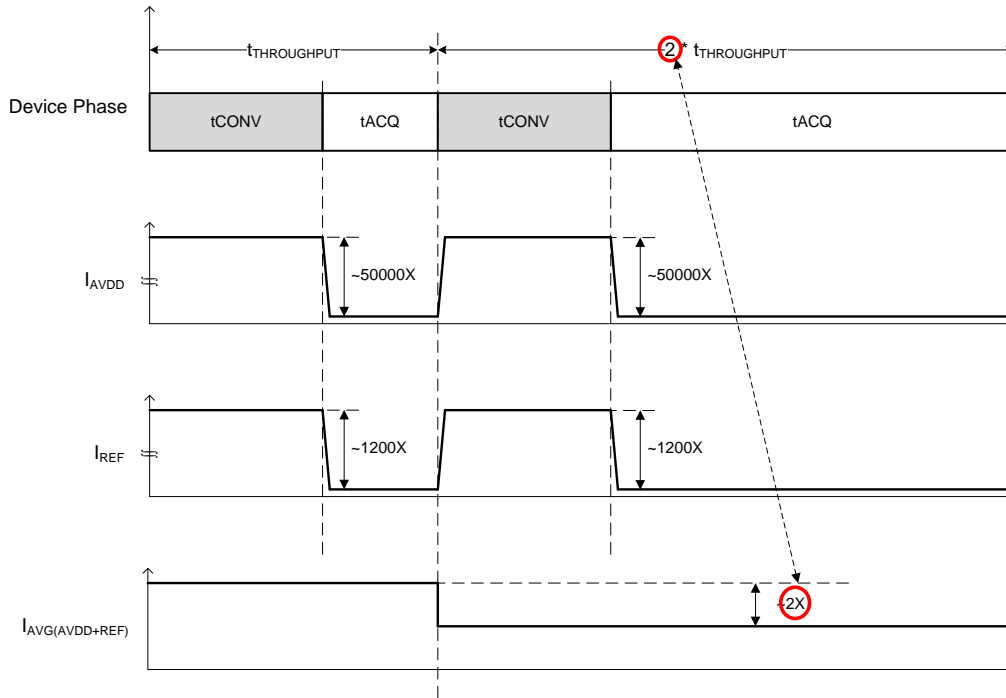 tTHROUGHPUT
2 * tTHROUGHPUT
Device Phase
tCONV
tACQ
tCONV
tACQ
IAVDD
~50000X
~50000X
IREF
~1200X
~1200X
IAVG(AVDD+REF)
~2X